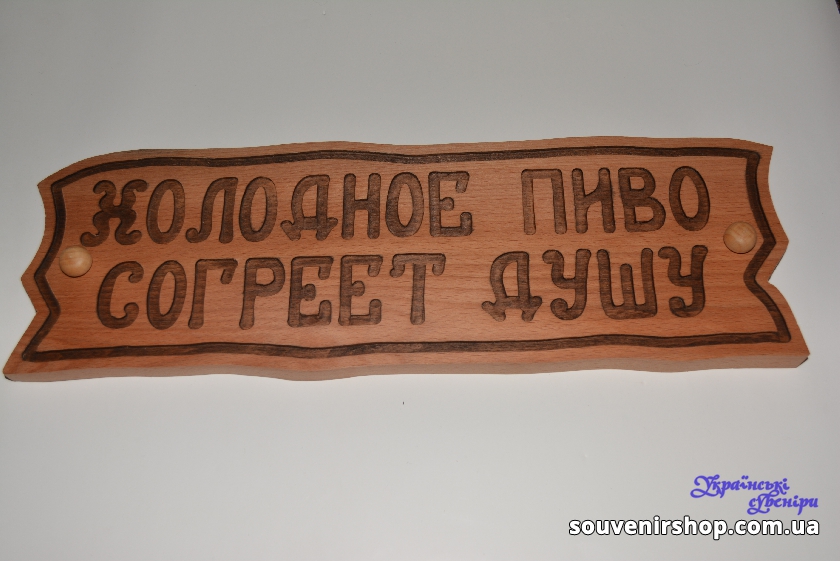 ХОЛОДНОЕ ПИВО
СОГРЕЕТ ДУШУ
Українські
сувеніри
souvenirshop.com.ua